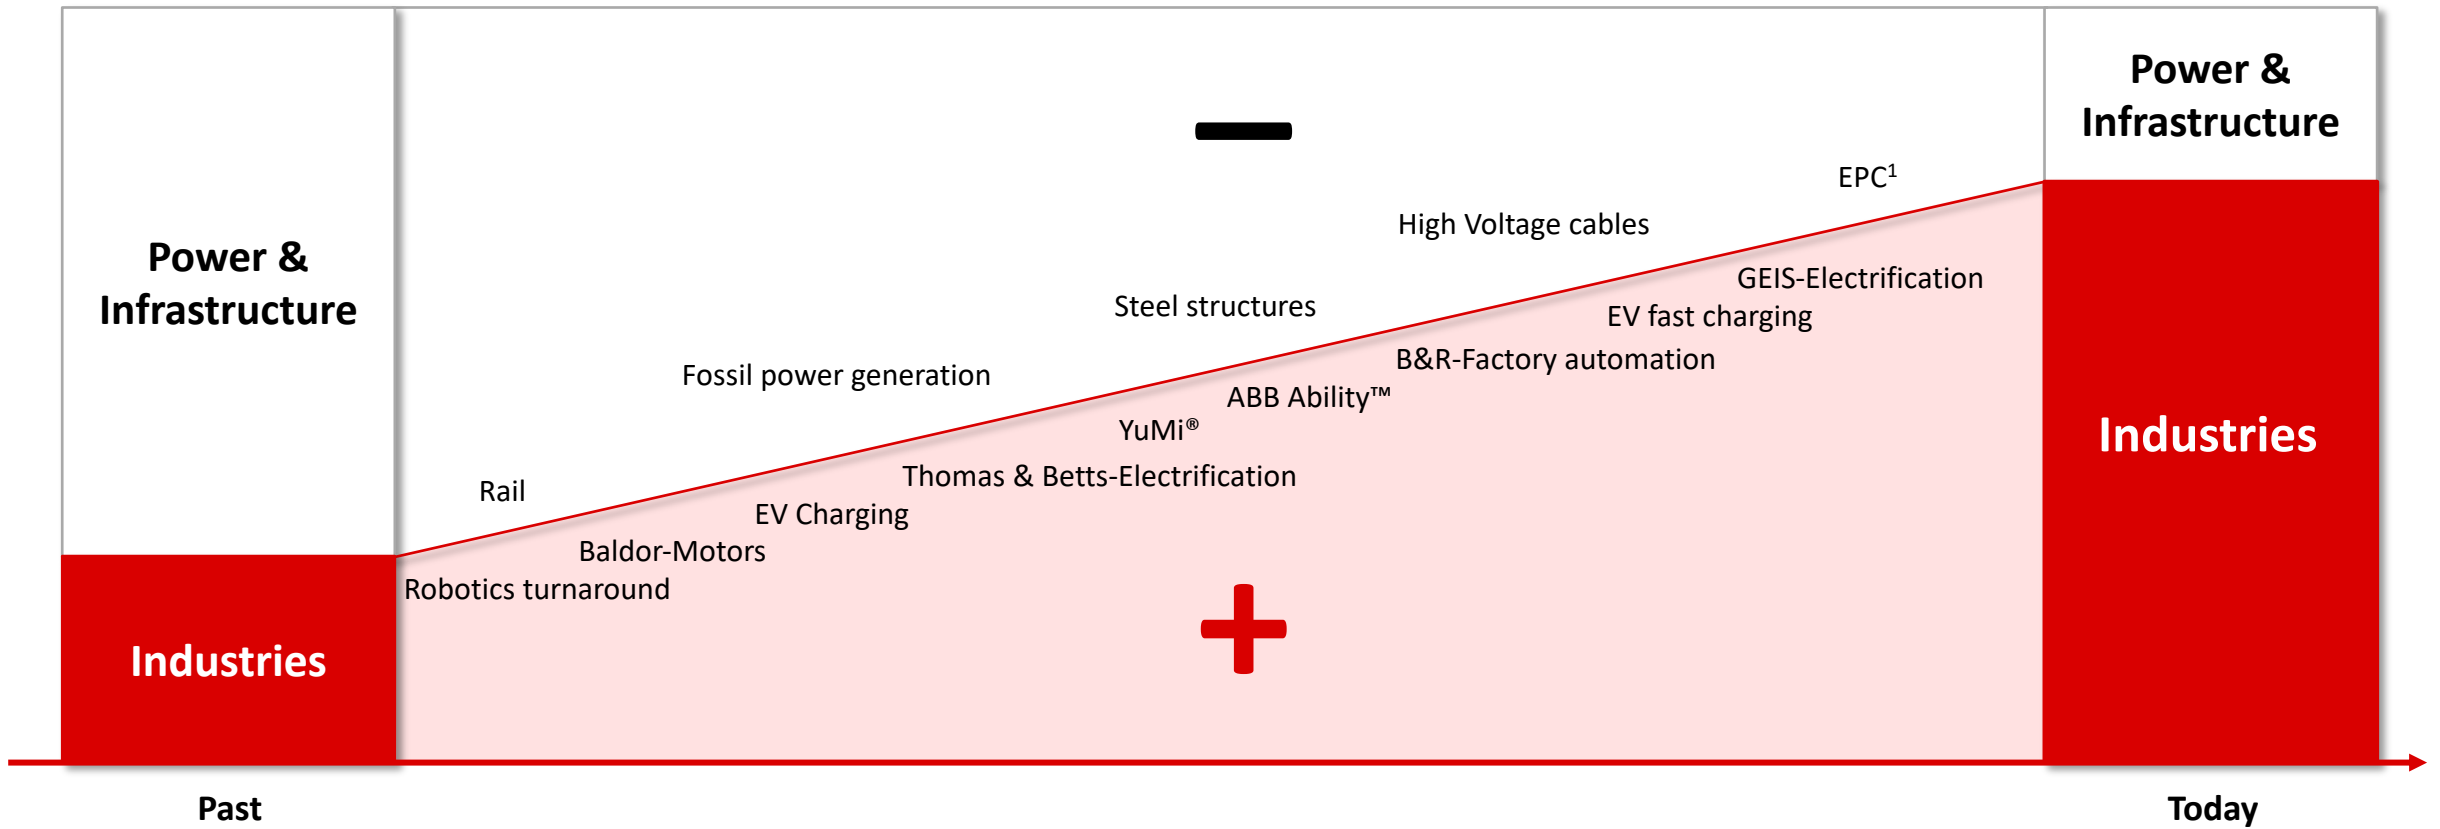 Power &
Infrastructure
Industries
Power &
Infrastructure
Industries
−
EPC¹
High Voltage cables
Steel structures
Fossil power generation
Rail
GEIS-Electrification
EV fast charging
B&R-Factory automation
ABB Ability™
YuMi®
Thomas & Betts-Electrification
EV Charging
Baldor-Motors
Robotics turnaround
+
Past
Today